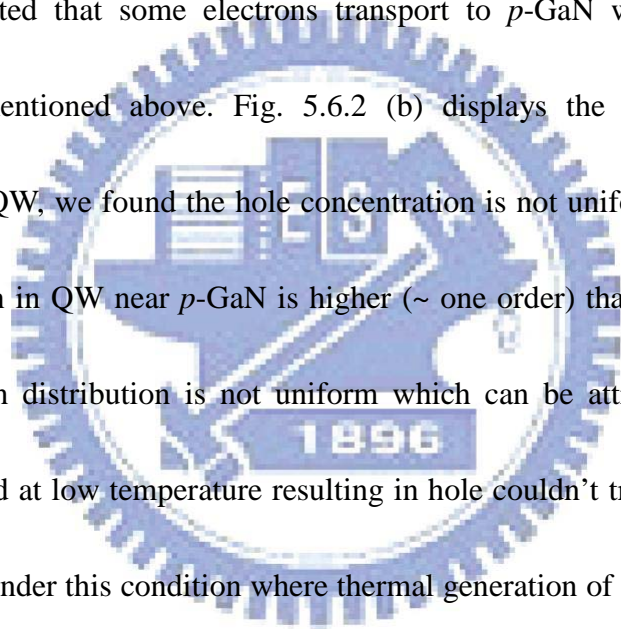 ted that some electrons transport to p-GaN w
entioned above. Fig. 5.6.2 (b) displays the
QW, we found the hole concentration is not unif
n in QW near p-GaN is higher (~ one order) tha
n distribution is not uniform which can be att
1896
d at low temperature resulting in hole couldn’t t
nder this condition where thermal generation of